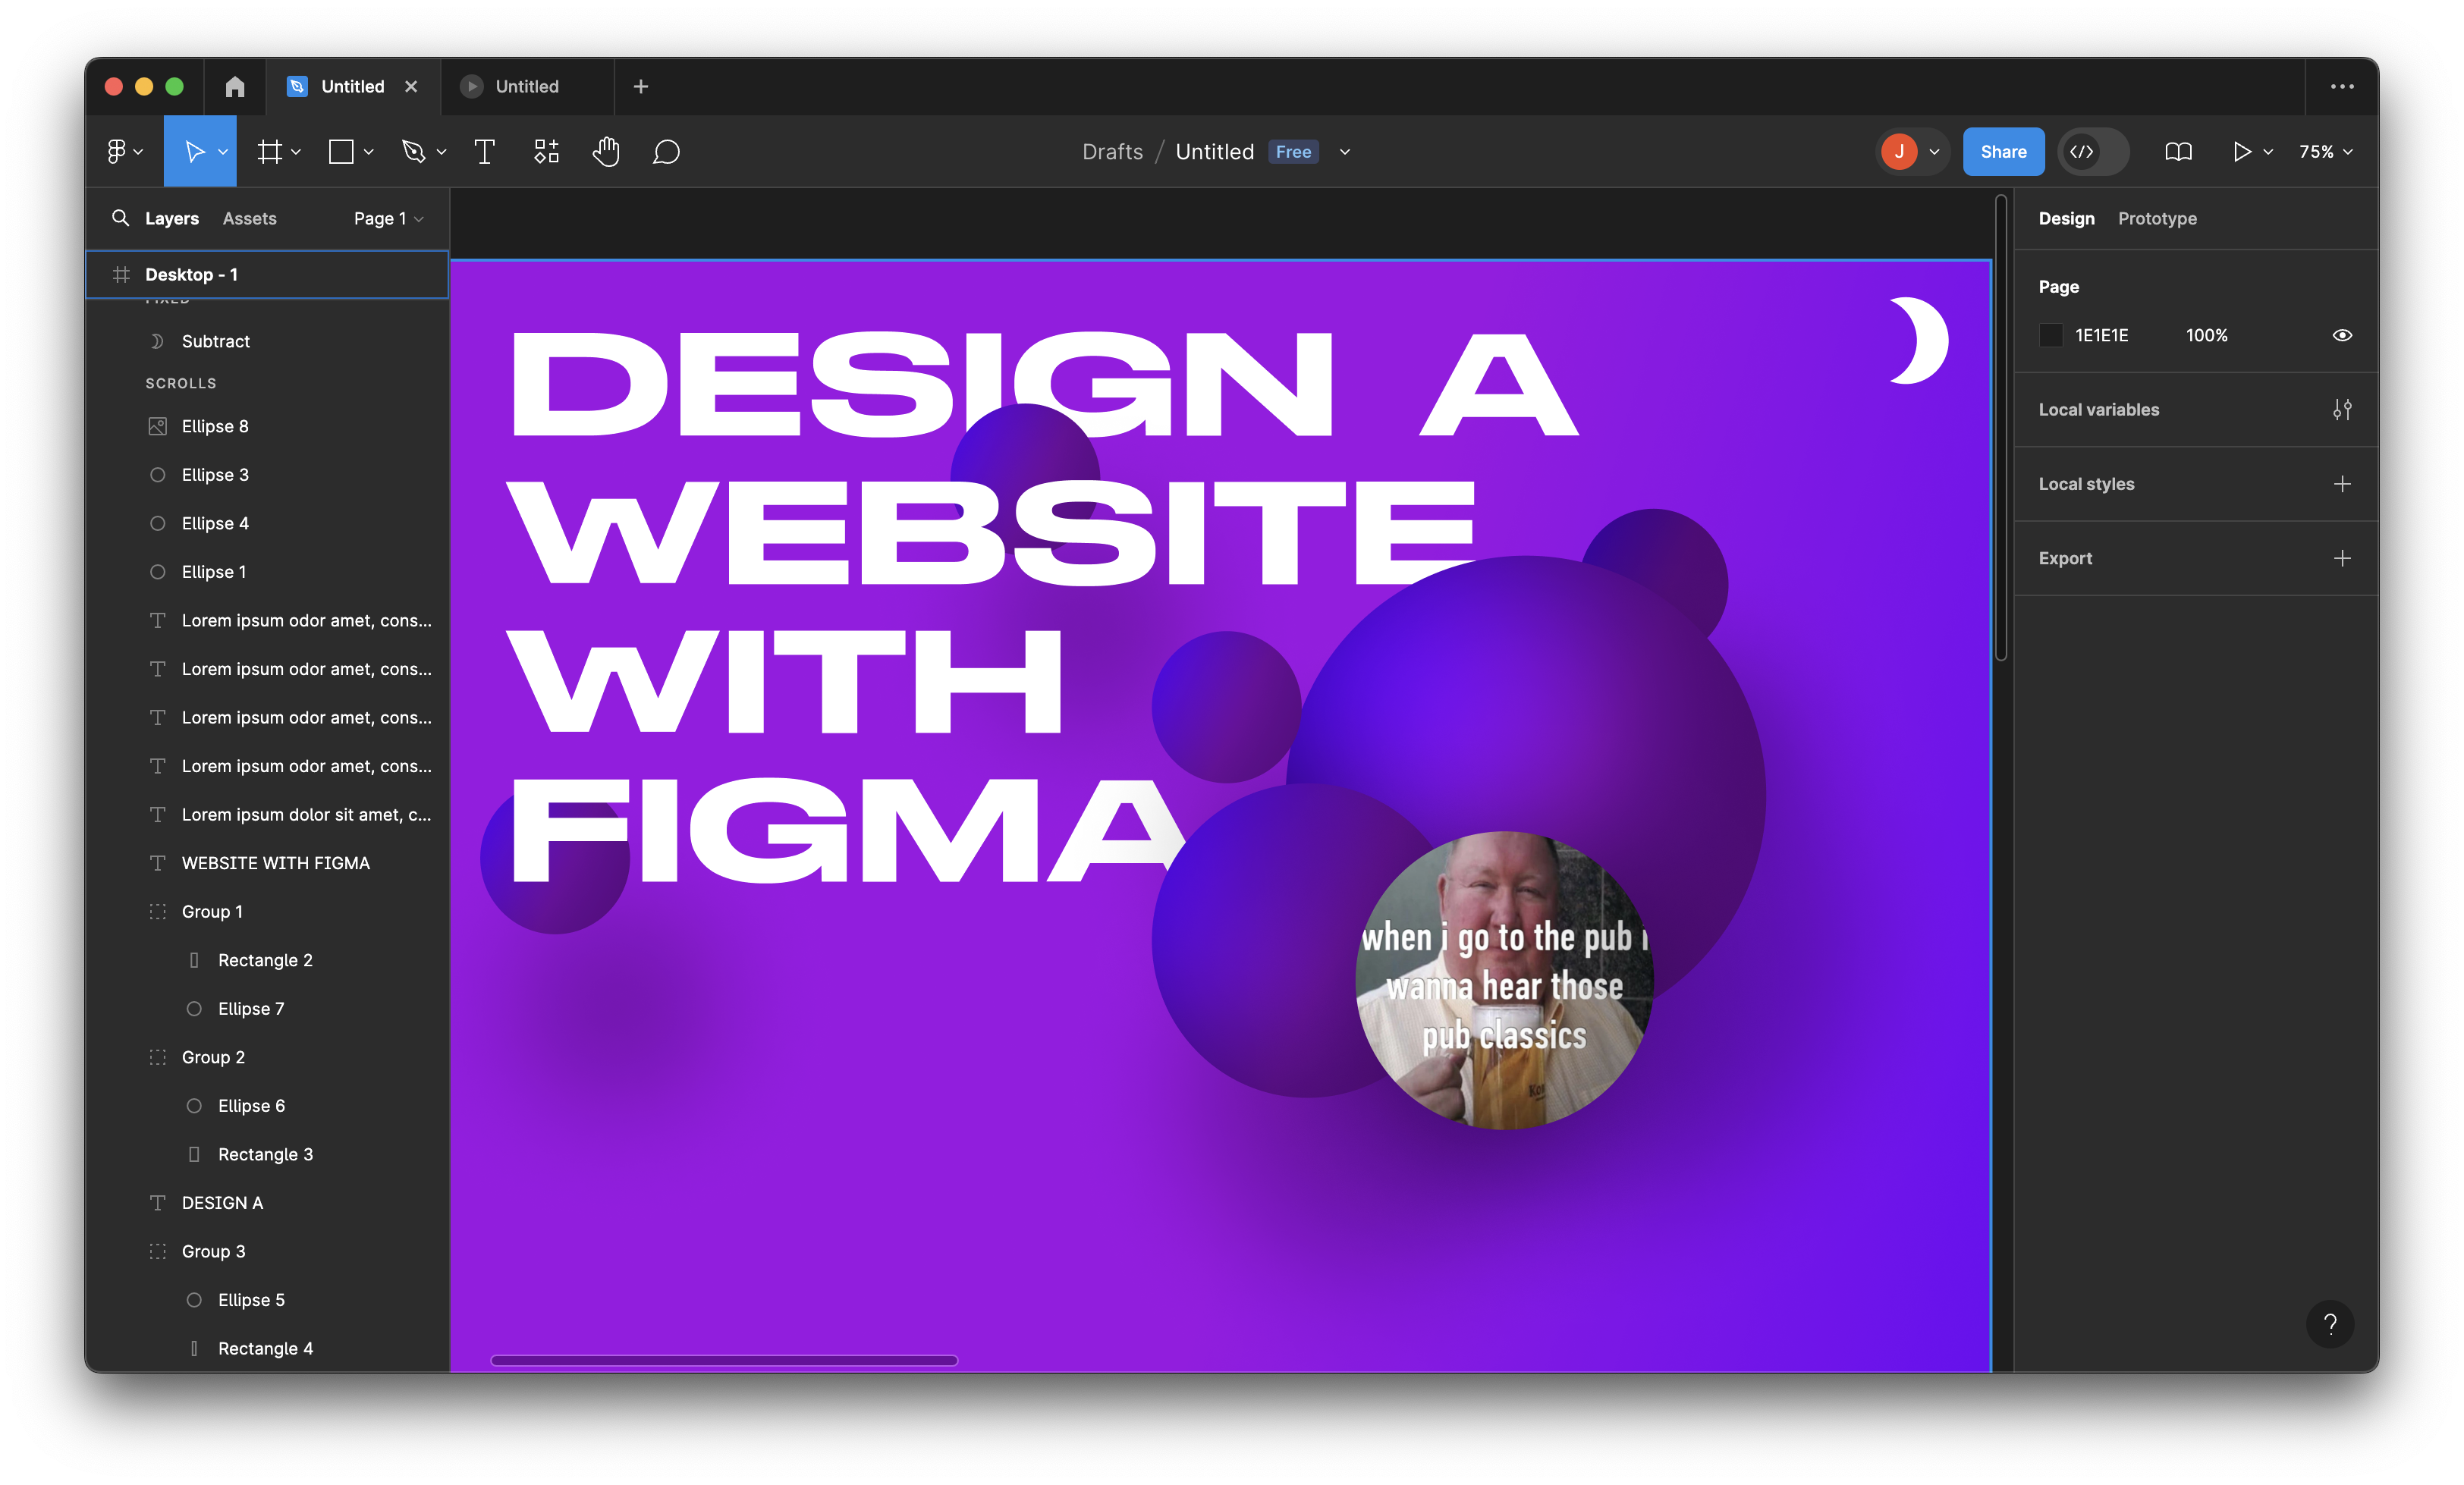 Untitled
Untitled
Drafts / Untitled Free
J
Share
75%
Layers Assets Page 1
Design Prototype
Desktop - 1
FIXED
Subtract
SCROLLS
Ellipse 8
Ellipse 3
Ellipse 4
Ellipse 1
Lorem ipsum odor amet, cons...
Lorem ipsum odor amet, cons...
Lorem ipsum odor amet, cons...
Lorem ipsum odor amet, cons...
Lorem ipsum dolor sit amet, c...
WEBSITE WITH FIGMA
Group 1
Rectangle 2
Ellipse 7
Group 2
Ellipse 6
Rectangle 3
DESIGN A
Group 3
Ellipse 5
Rectangle 4
DESIGN A
WEBSITE
WITH
FIGMA
when i go to the pub i
wanna hear those
pub classics
Page
1E1E1E 100%
Local variables
Local styles
Export
?